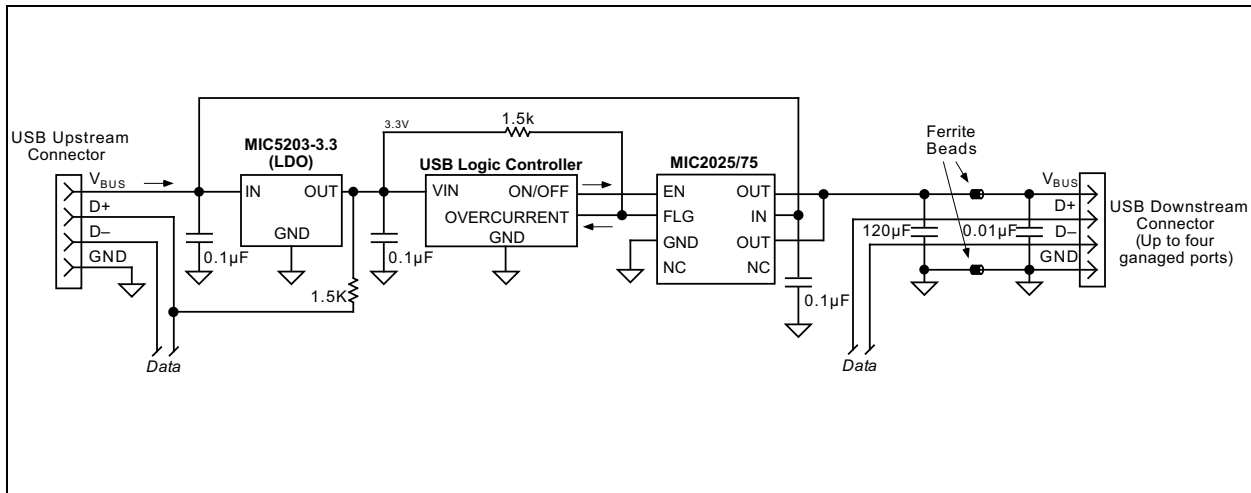 USB Upstream
Connector
VBUS
D+
D–
GND
0.1µF
MIC5203-3.3
(LDO)
IN
OUT
GND
1.5K
Data
3.3V
0.1µF
1.5k
USB Logic Controller
VIN
ON/OFF
OVERCURRENT
GND
MIC2025/75
EN
FLG
GND
NC
OUT
IN
OUT
NC
0.1µF
Ferrite
Beads
120µF
0.01µF
Data
VBUS
D+
D–
GND
USB Downstream
Connector
(Up to four
ganaged ports)